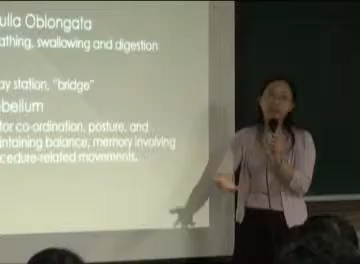 ulla Oblongata
athing, swallowing and digestion
ay station, "bridge"
ebellum
tor co-ordination, posture, and
intaining balance, memory involving
cedure-related movements.